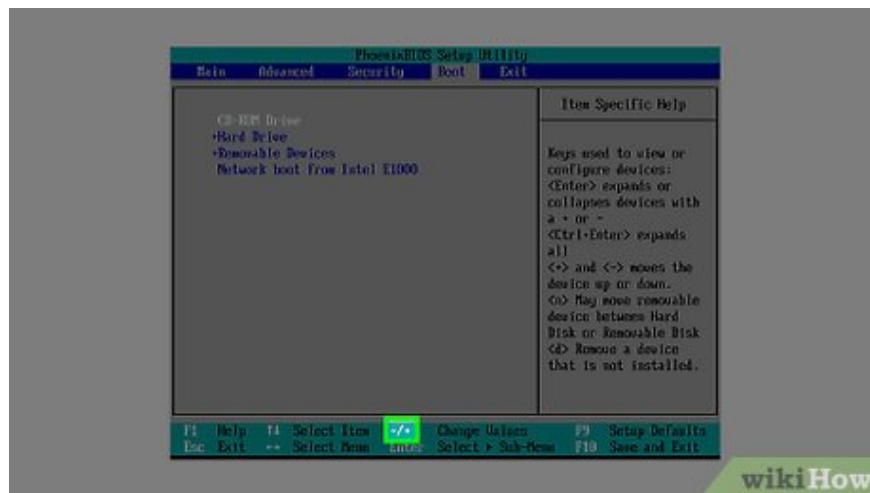 PhoenixBIOS Setup Utility
Main Advanced Security Boot Exit
Item Specific Help
CD-ROM Drive
+Hard Drive
+Removable Devices
Network boot from Intel E1000
Keys used to view or
configure devices:
<Enter> expands or
collapses devices with
a + or -
<Ctrl+Enter> expands
all
<+> and <-> moves the
device up or down.
<n> May move removable
device between Hard
Disk or Removable Disk
<d> Remove a device
that is not installed.
F1 Help ↑↓ Select Item -/+ Change Values F9 Setup Defaults
Esc Exit ↔ Select Menu Enter Select ▸ Sub-Menu F10 Save and Exit
wikiHow